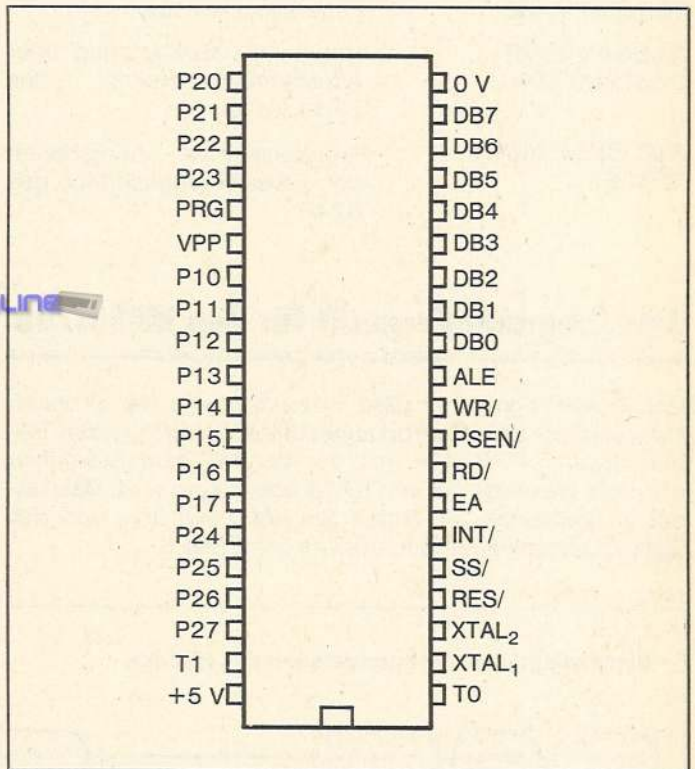 P20 0 V
P21 DB7
P22 DB6
P23 DB5
PRG DB4
VPP DB3
P10 DB2
LINE P11 DB1
P12 DB0
P13 ALE
P14 WR/
P15 PSEN/
P16 RD/
P17 EA
P24 INT/
P25 SS/
P26 RES/
P27 XTAL₂
T1 XTAL₁
+5 V T0